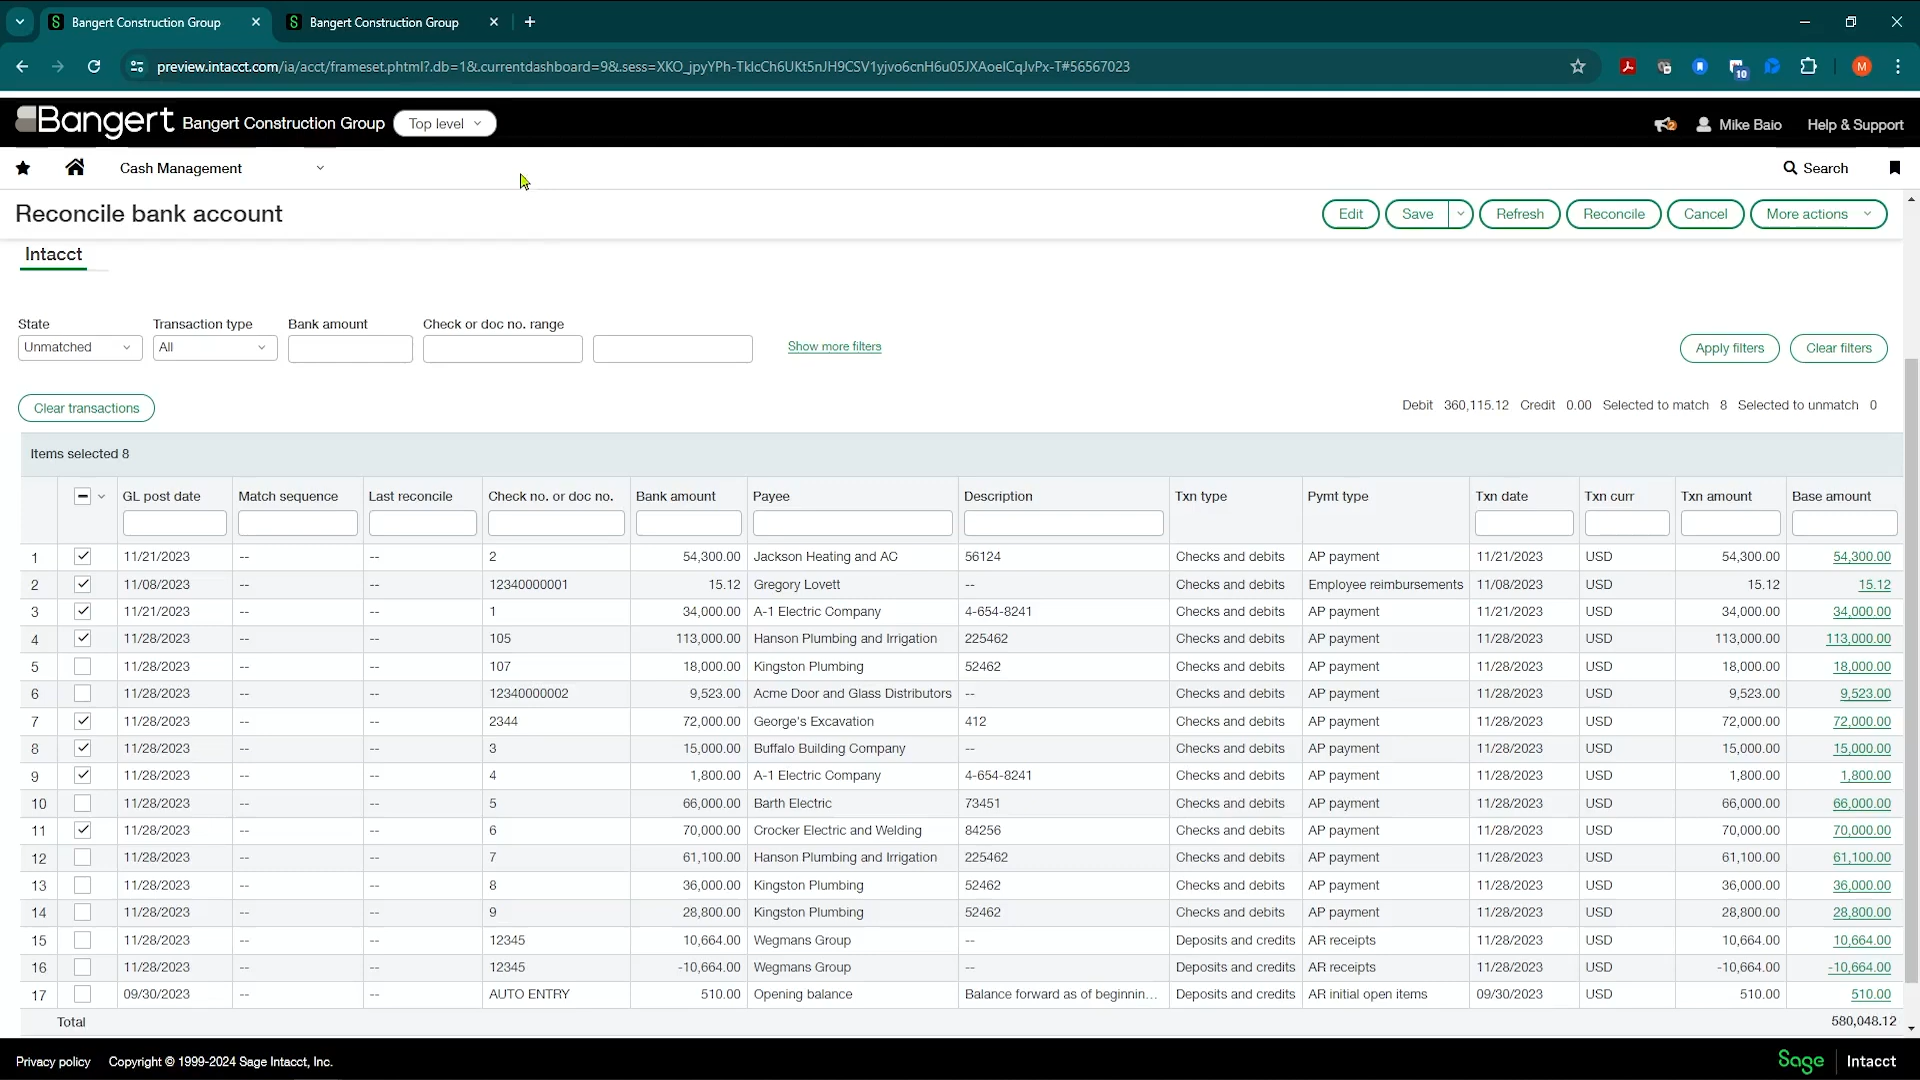 Bangert Construction Group
Bangert Construction Group
preview.intacct.com/ia/acct/frameset.phtml?.db=1&.currentdashboard=9&.sess=XKO_jpyYPh-TklcCh6UKt5nJH9CSV1yjvo6cnH6u05JXAoelCqJvPx-T#56567023
10
M
Bangert Bangert Construction Group Top level
2 Mike Baio Help & Support
Cash Management
Search
Reconcile bank account
Edit Save Refresh Reconcile Cancel More actions
Intacct
State Transaction type Bank amount Check or doc no. range
Unmatched All Show more filters Apply filters Clear filters
Clear transactions Debit 360,115.12 Credit 0.00 Selected to match 8 Selected to unmatch 0
Items selected 8
GL post date Match sequence Last reconcile Check no. or doc no. Bank amount Payee Description Txn type Pymt type Txn date Txn curr Txn amount Base amount
1 11/21/2023 -- -- 2 54,300.00 Jackson Heating and AC 56124 Checks and debits AP payment 11/21/2023 USD 54,300.00 54,300.00
2 11/08/2023 -- -- 12340000001 15.12 Gregory Lovett -- Checks and debits Employee reimbursements 11/08/2023 USD 15.12 15.12
3 11/21/2023 -- -- 1 34,000.00 A-1 Electric Company 4-654-8241 Checks and debits AP payment 11/21/2023 USD 34,000.00 34,000.00
4 11/28/2023 -- -- 105 113,000.00 Hanson Plumbing and Irrigation 225462 Checks and debits AP payment 11/28/2023 USD 113,000.00 113,000.00
5 11/28/2023 -- -- 107 18,000.00 Kingston Plumbing 52462 Checks and debits AP payment 11/28/2023 USD 18,000.00 18,000.00
6 11/28/2023 -- -- 12340000002 9,523.00 Acme Door and Glass Distributors -- Checks and debits AP payment 11/28/2023 USD 9,523.00 9,523.00
7 11/28/2023 -- -- 2344 72,000.00 George's Excavation 412 Checks and debits AP payment 11/28/2023 USD 72,000.00 72,000.00
8 11/28/2023 -- -- 3 15,000.00 Buffalo Building Company -- Checks and debits AP payment 11/28/2023 USD 15,000.00 15,000.00
9 11/28/2023 -- -- 4 1,800.00 A-1 Electric Company 4-654-8241 Checks and debits AP payment 11/28/2023 USD 1,800.00 1,800.00
10 11/28/2023 -- -- 5 66,000.00 Barth Electric 73451 Checks and debits AP payment 11/28/2023 USD 66,000.00 66,000.00
11 11/28/2023 -- -- 6 70,000.00 Crocker Electric and Welding 84256 Checks and debits AP payment 11/28/2023 USD 70,000.00 70,000.00
12 11/28/2023 -- -- 7 61,100.00 Hanson Plumbing and Irrigation 225462 Checks and debits AP payment 11/28/2023 USD 61,100.00 61,100.00
13 11/28/2023 -- -- 8 36,000.00 Kingston Plumbing 52462 Checks and debits AP payment 11/28/2023 USD 36,000.00 36,000.00
14 11/28/2023 -- -- 9 28,800.00 Kingston Plumbing 52462 Checks and debits AP payment 11/28/2023 USD 28,800.00 28,800.00
15 11/28/2023 -- -- 12345 10,664.00 Wegmans Group -- Deposits and credits AR receipts 11/28/2023 USD 10,664.00 10,664.00
16 11/28/2023 -- -- 12345 -10,664.00 Wegmans Group -- Deposits and credits AR receipts 11/28/2023 USD -10,664.00 -10,664.00
17 09/30/2023 -- -- AUTO ENTRY 510.00 Opening balance Balance forward as of beginnin... Deposits and credits AR initial open items 09/30/2023 USD 510.00 510.00
Total 580,048.12
Privacy policy Copyright © 1999-2024 Sage Intacct, Inc. Sage Intacct